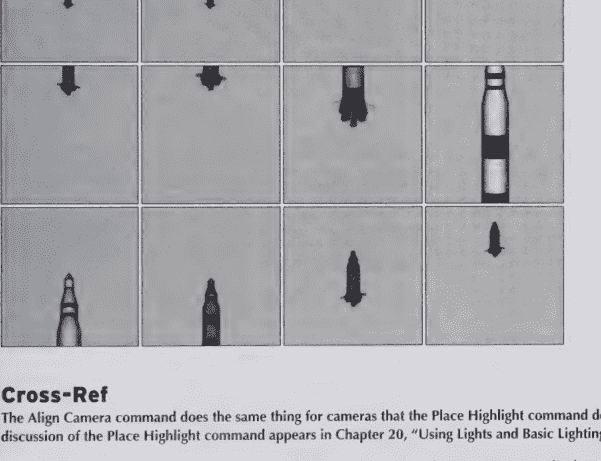 Cross-Ref
The Align Camera command does the same thing for cameras that the Place Highlight command
discussion of the Place Highlight command appears in Chapter 20, “Using Lights and Basic Lighting